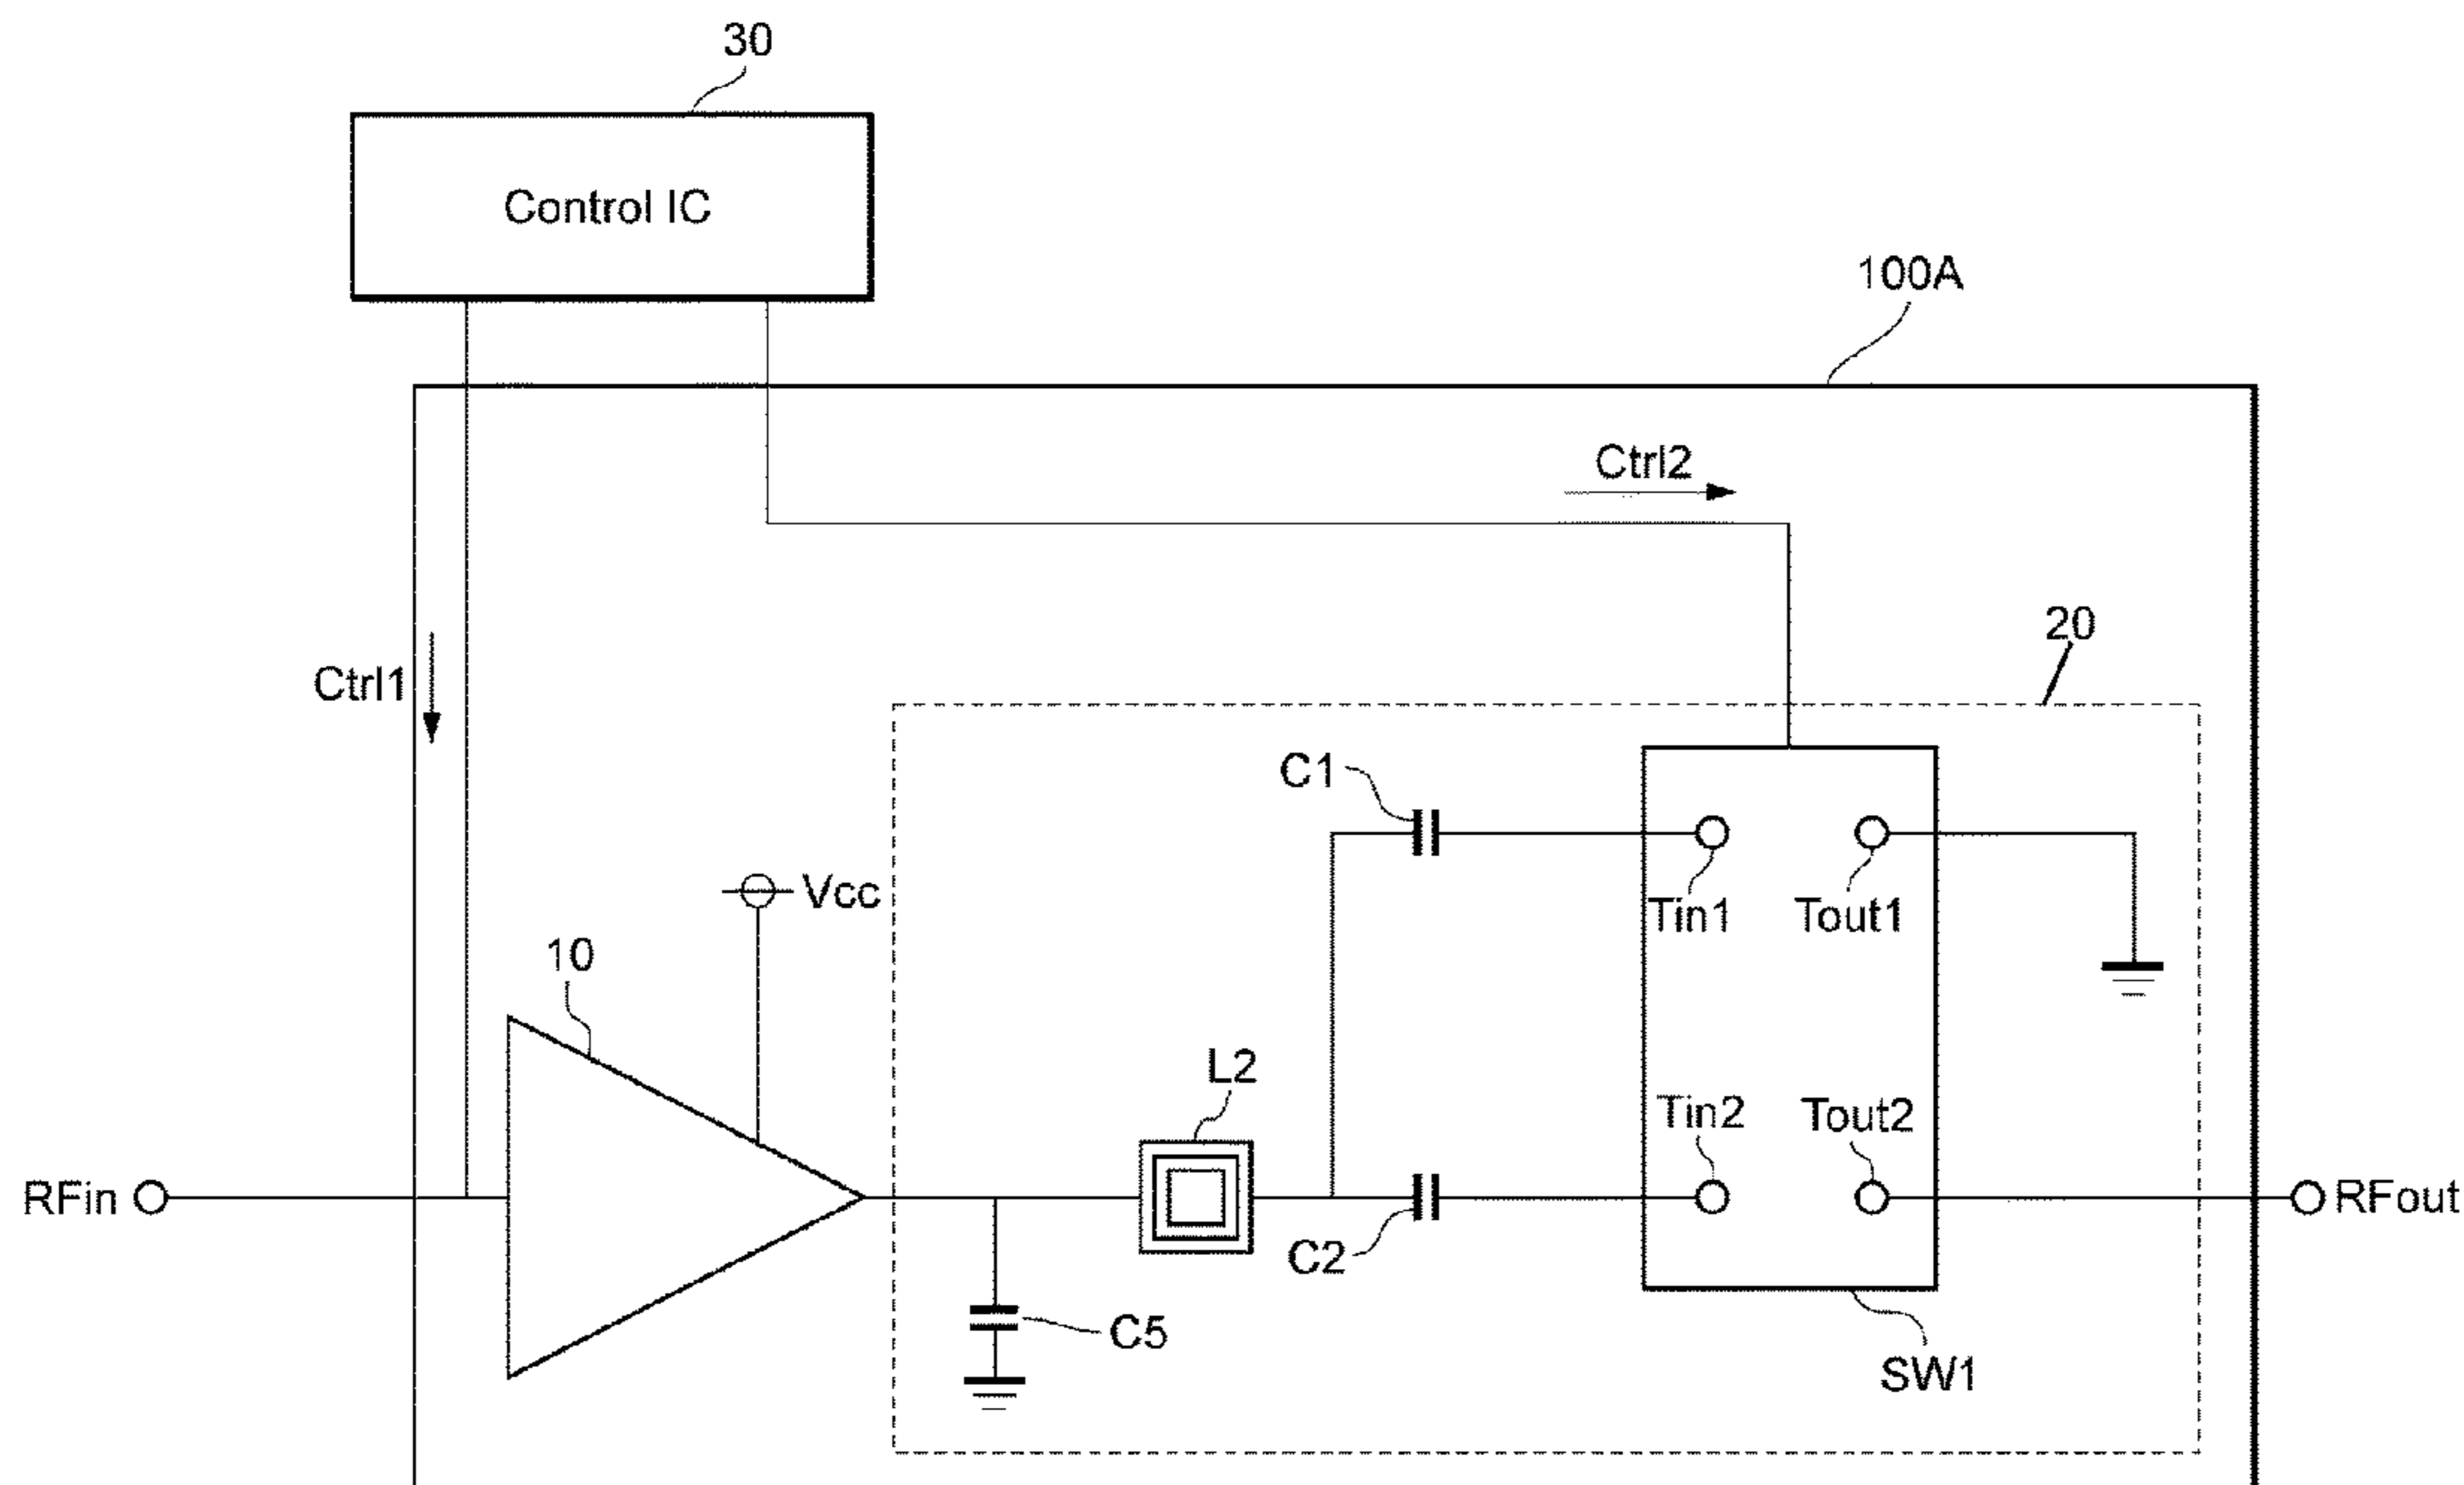 30
Control IC
100A
Ctrl2
20
Ctrl1
C1
Vcc
Tin1
Tout1
10
L2
Tin2
Tout2
RFin
RFout
C2
C5
SW1